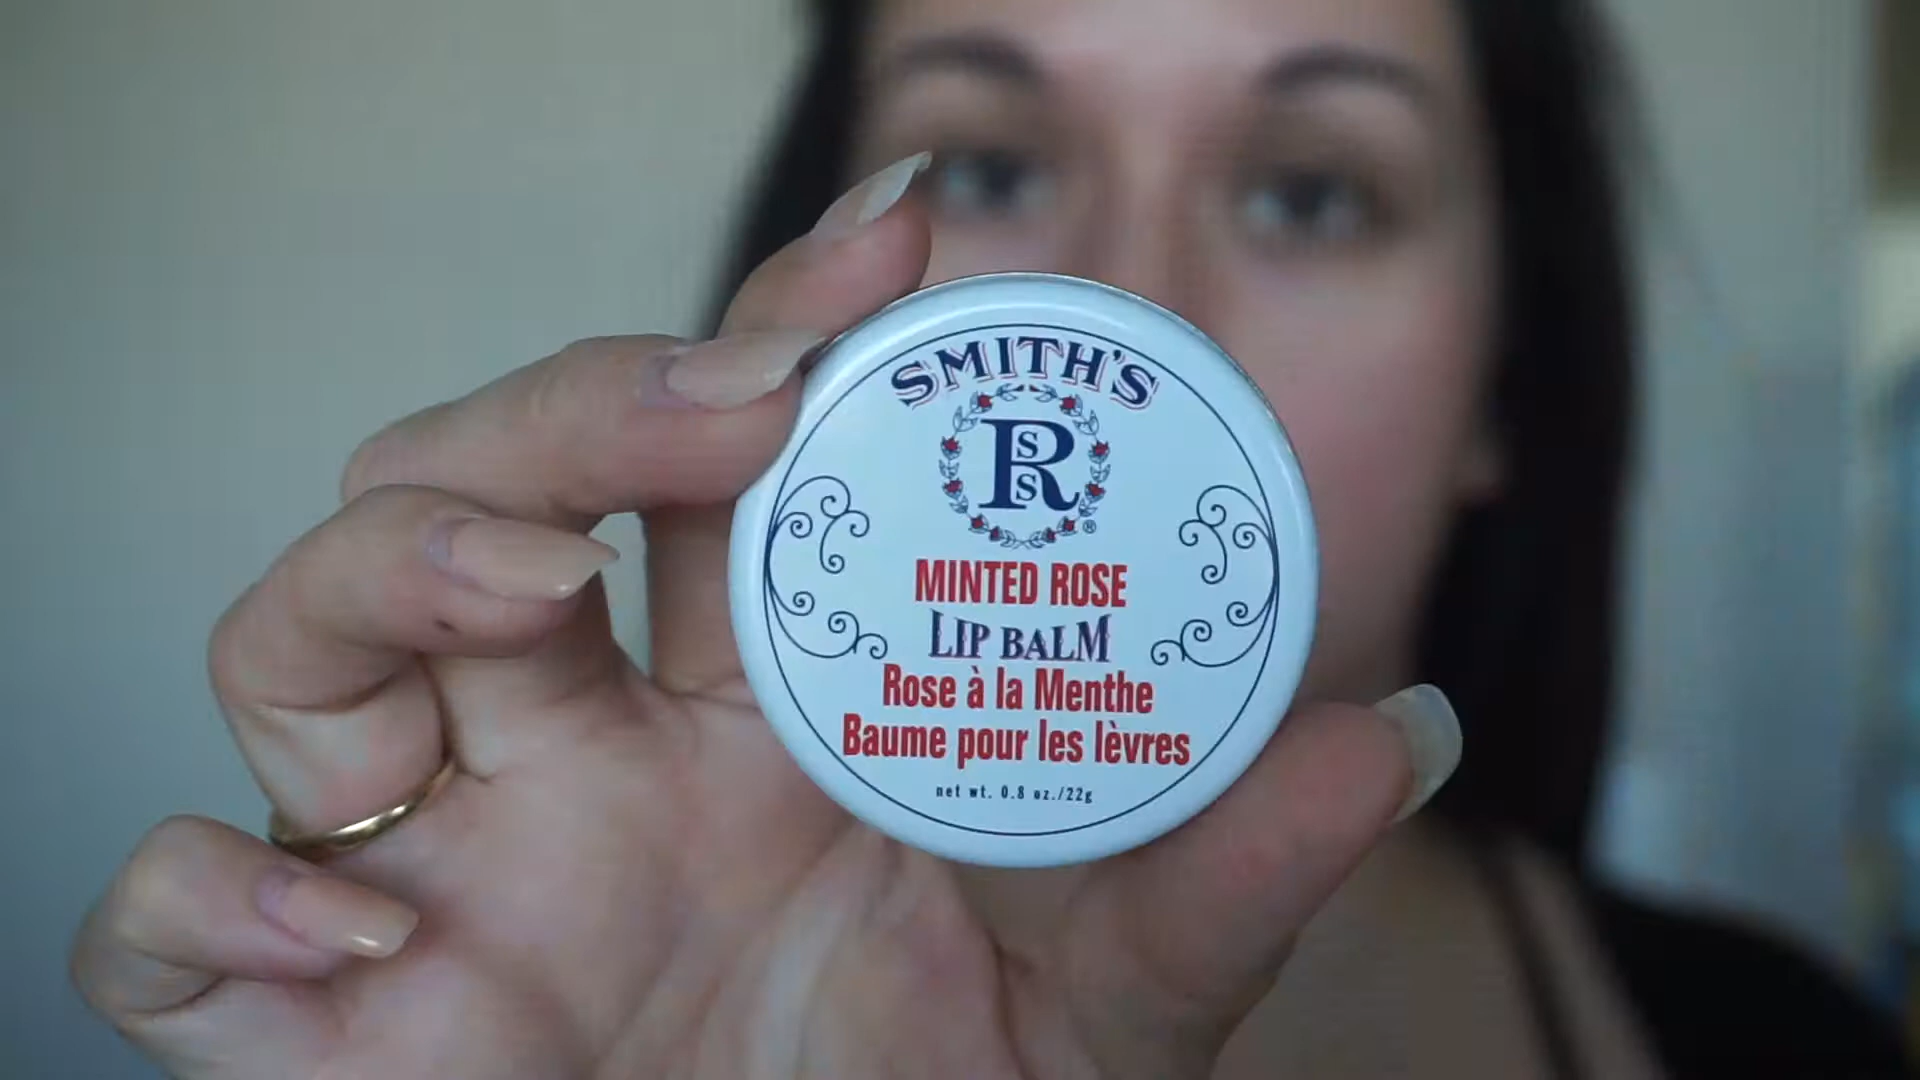 SMITH'S
R
S
S
®
MINTED ROSE
LIP BALM
Rose à la Menthe
Baume pour les lèvres
net wt. 0.8 oz./22g